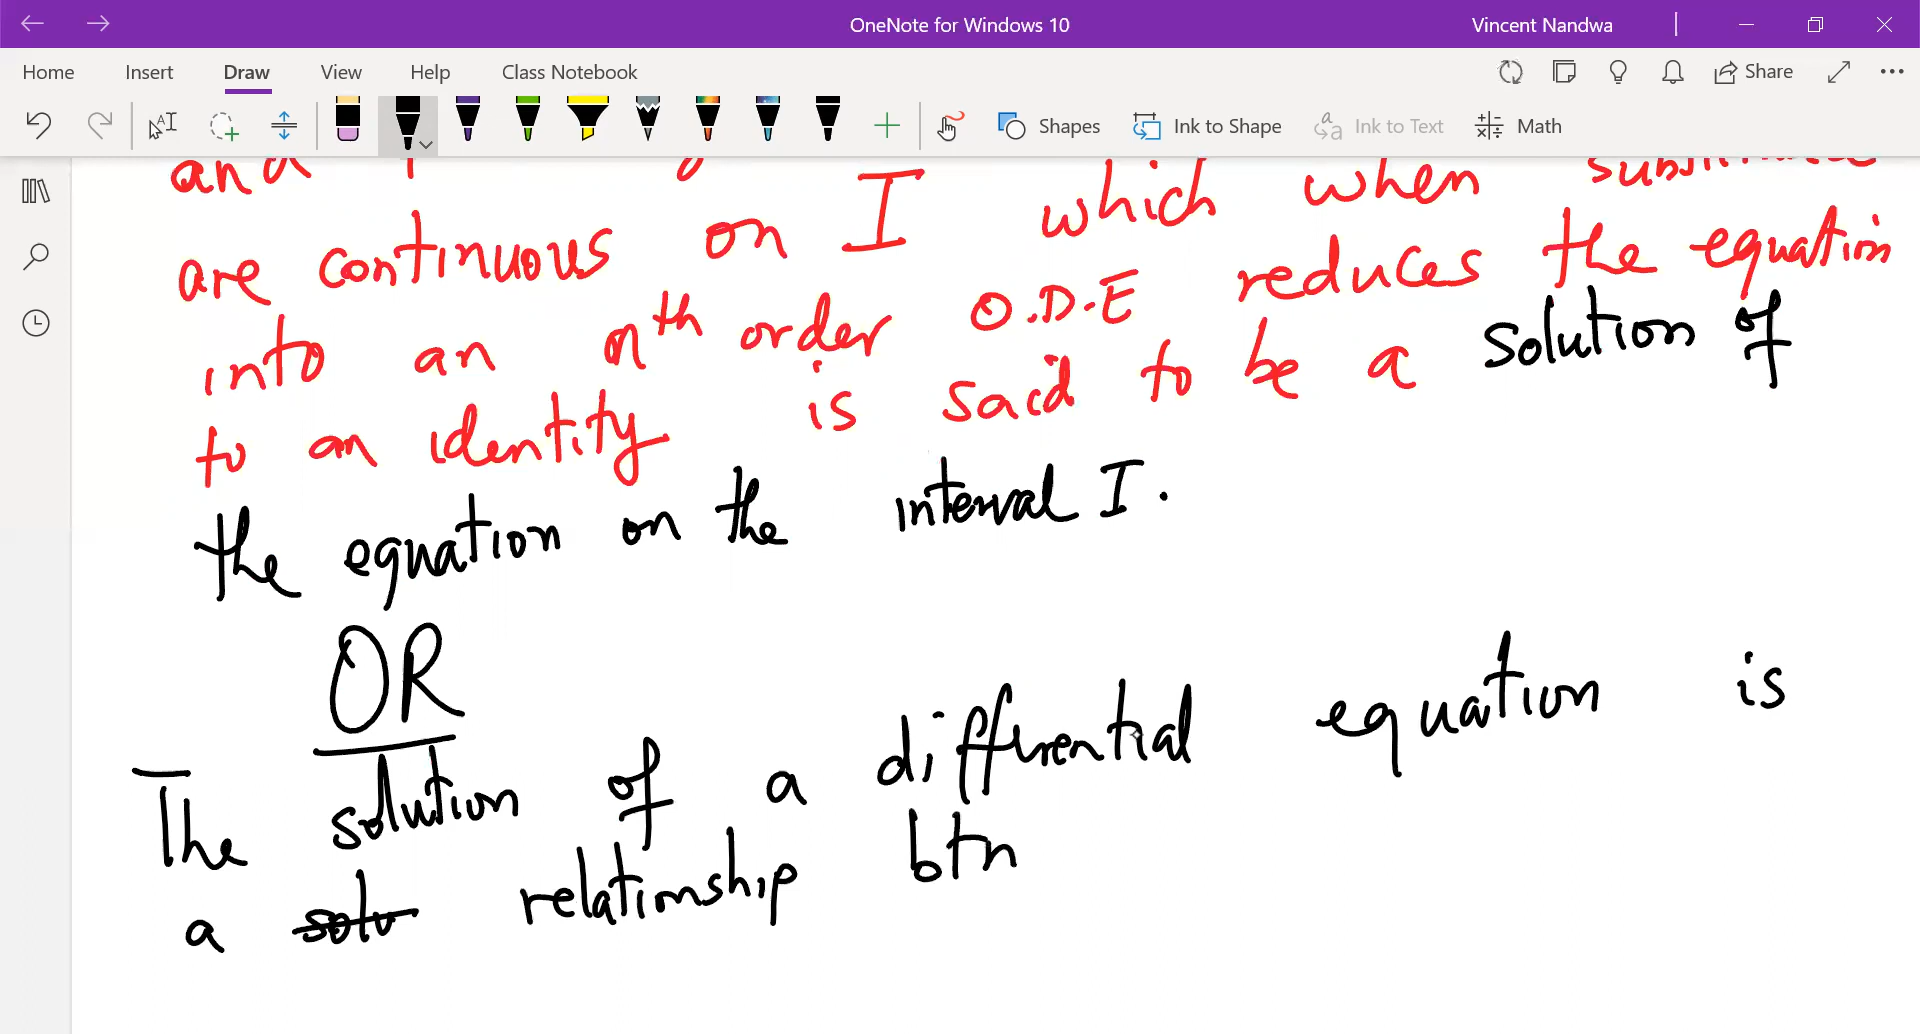 OneNote for Windows 10
Vincent Nandwa
Home Insert Draw View Help Class Notebook
Share
Shapes Ink to Shape Ink to Text Math
and
are continuous on I which when
into an nth order O.D.E reduces the equation
to an identity is said to be a solution of
the equation on the interval I.
OR
The solution of a differential equation is
a solu relationship btn